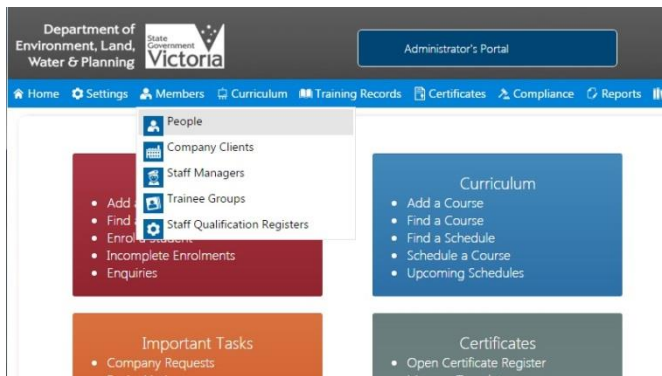 Department of
Environment, Land,
Water & Planning
State
Government
Victoria
Administrator's Portal
Home Settings Members Curriculum Training Records Certificates Compliance Reports
People
Company Clients
Staff Managers
Trainee Groups
Staff Qualification Registers
Add
Find
Enrol a Student
Incomplete Enrolments
Enquiries
Curriculum
Add a Course
Find a Course
Find a Schedule
Schedule a Course
Upcoming Schedules
Important Tasks
Company Requests
Certificates
Open Certificate Register